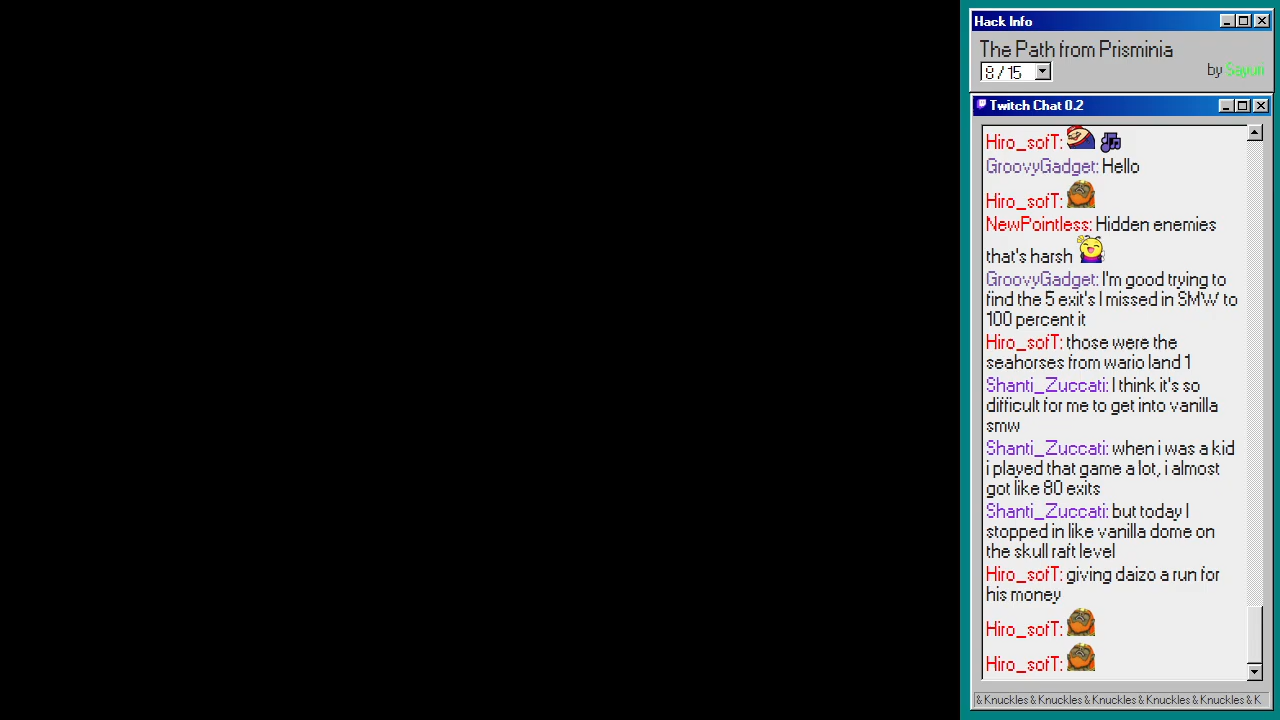 Hack Info
The Path from Prisminia
8 / 15
by Sayuri
Twitch Chat 0.2
Hiro_sofT:
GroovyGadget: Hello
Hiro_sofT:
NewPointless: Hidden enemies
that's harsh
GroovyGadget: I'm good trying to
find the 5 exit's I missed in SMW to
100 percent it
Hiro_sofT: those were the
seahorses from wario land 1
Shanti_Zuccati: I think it's so
difficult for me to get into vanilla
smw
Shanti_Zuccati: when i was a kid
i played that game a lot, i almost
got like 80 exits
Shanti_Zuccati: but today I
stopped in like vanilla dome on
the skull raft level
Hiro_sofT: giving daizo a run for
his money
Hiro_sofT:
Hiro_sofT:
& Knuckles & Knuckles & Knuckles & Knuckles & Knuckles & K